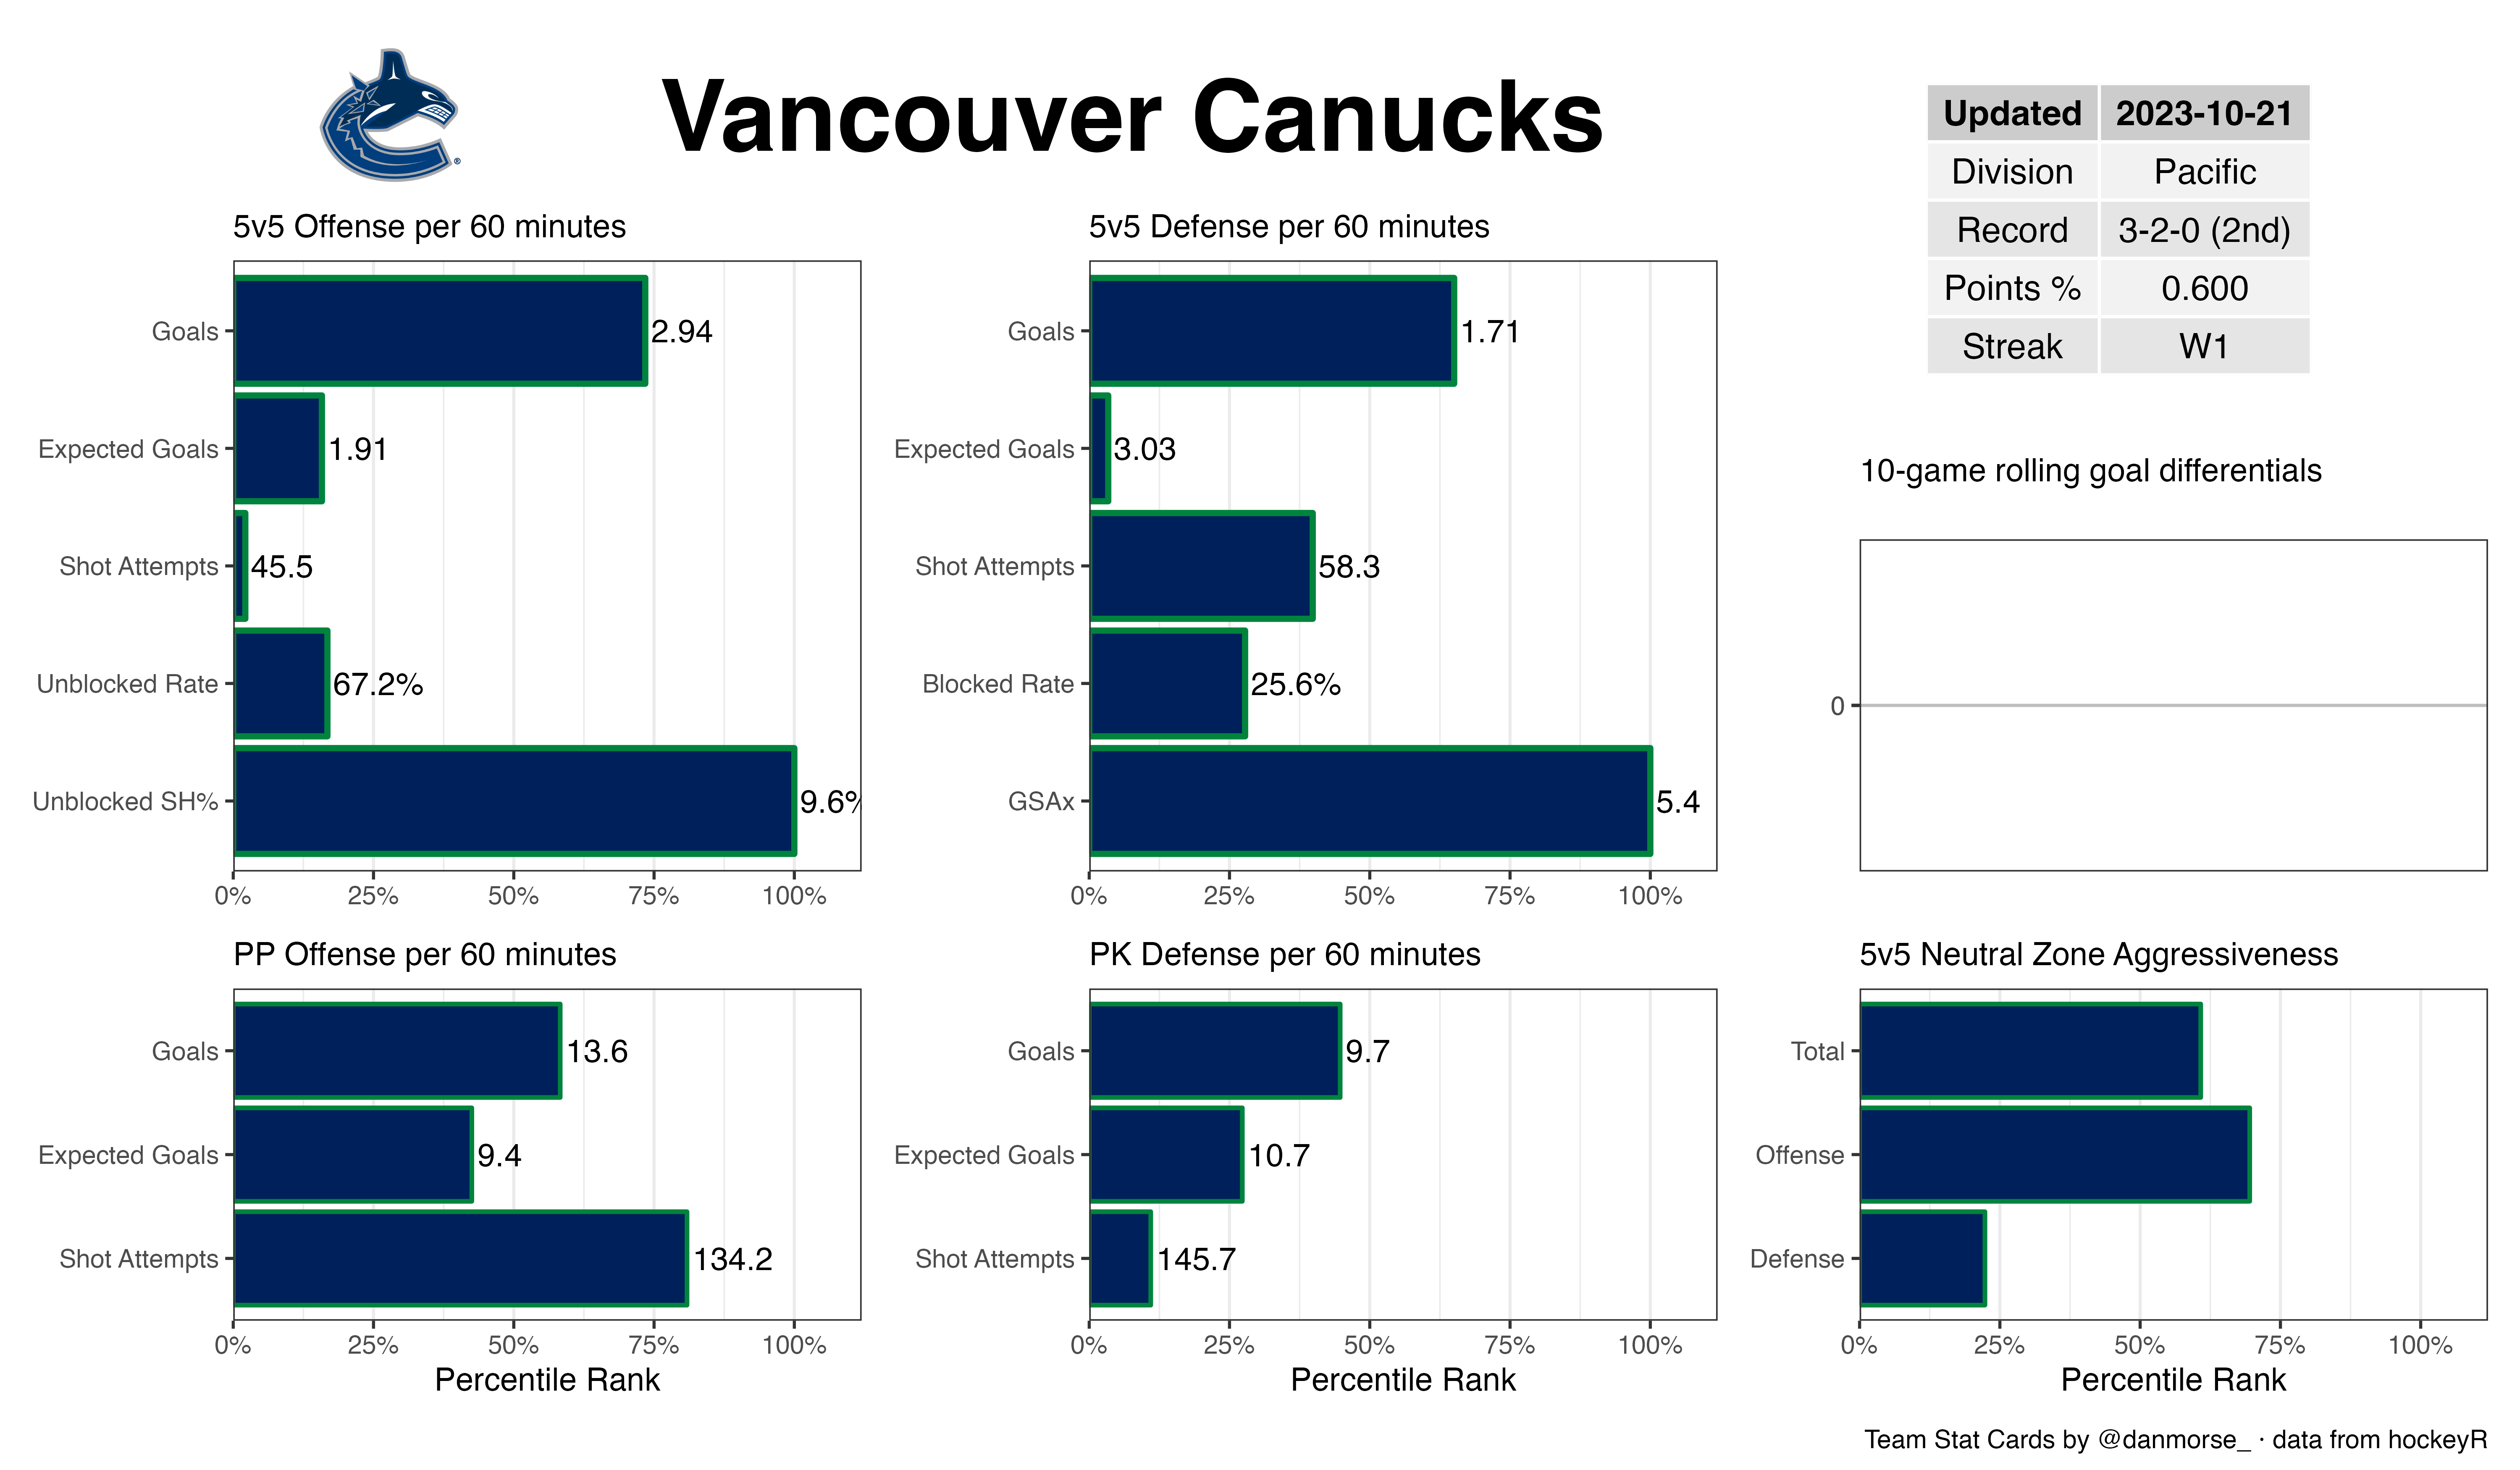 Vancouver Canucks
®
Updated 2023-10-21
Division Pacific
Record 3-2-0 (2nd)
Points % 0.600
Streak W1
5v5 Offense per 60 minutes
Goals 2.94
Expected Goals 1.91
Shot Attempts 45.5
Unblocked Rate 67.2%
Unblocked SH% 9.6%
0% 25% 50% 75% 100%
5v5 Defense per 60 minutes
Goals 1.71
Expected Goals 3.03
Shot Attempts 58.3
Blocked Rate 25.6%
GSAx 5.4
0% 25% 50% 75% 100%
10-game rolling goal differentials
0
PP Offense per 60 minutes
Goals 13.6
Expected Goals 9.4
Shot Attempts 134.2
0% 25% 50% 75% 100%
Percentile Rank
PK Defense per 60 minutes
Goals 9.7
Expected Goals 10.7
Shot Attempts 145.7
0% 25% 50% 75% 100%
Percentile Rank
5v5 Neutral Zone Aggressiveness
Total
Offense
Defense
0% 25% 50% 75% 100%
Percentile Rank
Team Stat Cards by @danmorse_ · data from hockeyR